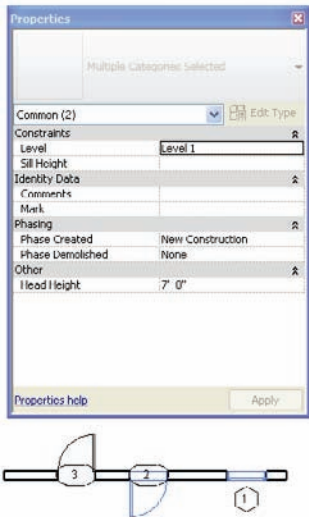 Properties
Multiple Categories Selected
Common (2) Edit Type
Constraints
Level Level 1
Sill Height
Identity Data
Comments
Mark
Phasing
Phase Created New Construction
Phase Demolished None
Other
Head Height 7' 0"
Properties help Apply
3 2 1